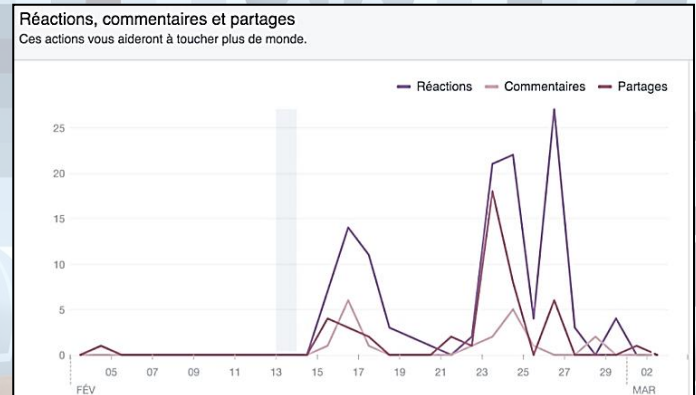 Réactions, commentaires et partages
Ces actions vous aideront à toucher plus de monde.
Réactions Commentaires Partages
25
20
15
10
5
0
05 07 09 11 13 15 17 19 21 23 25 27 29 02
FÉV MAR